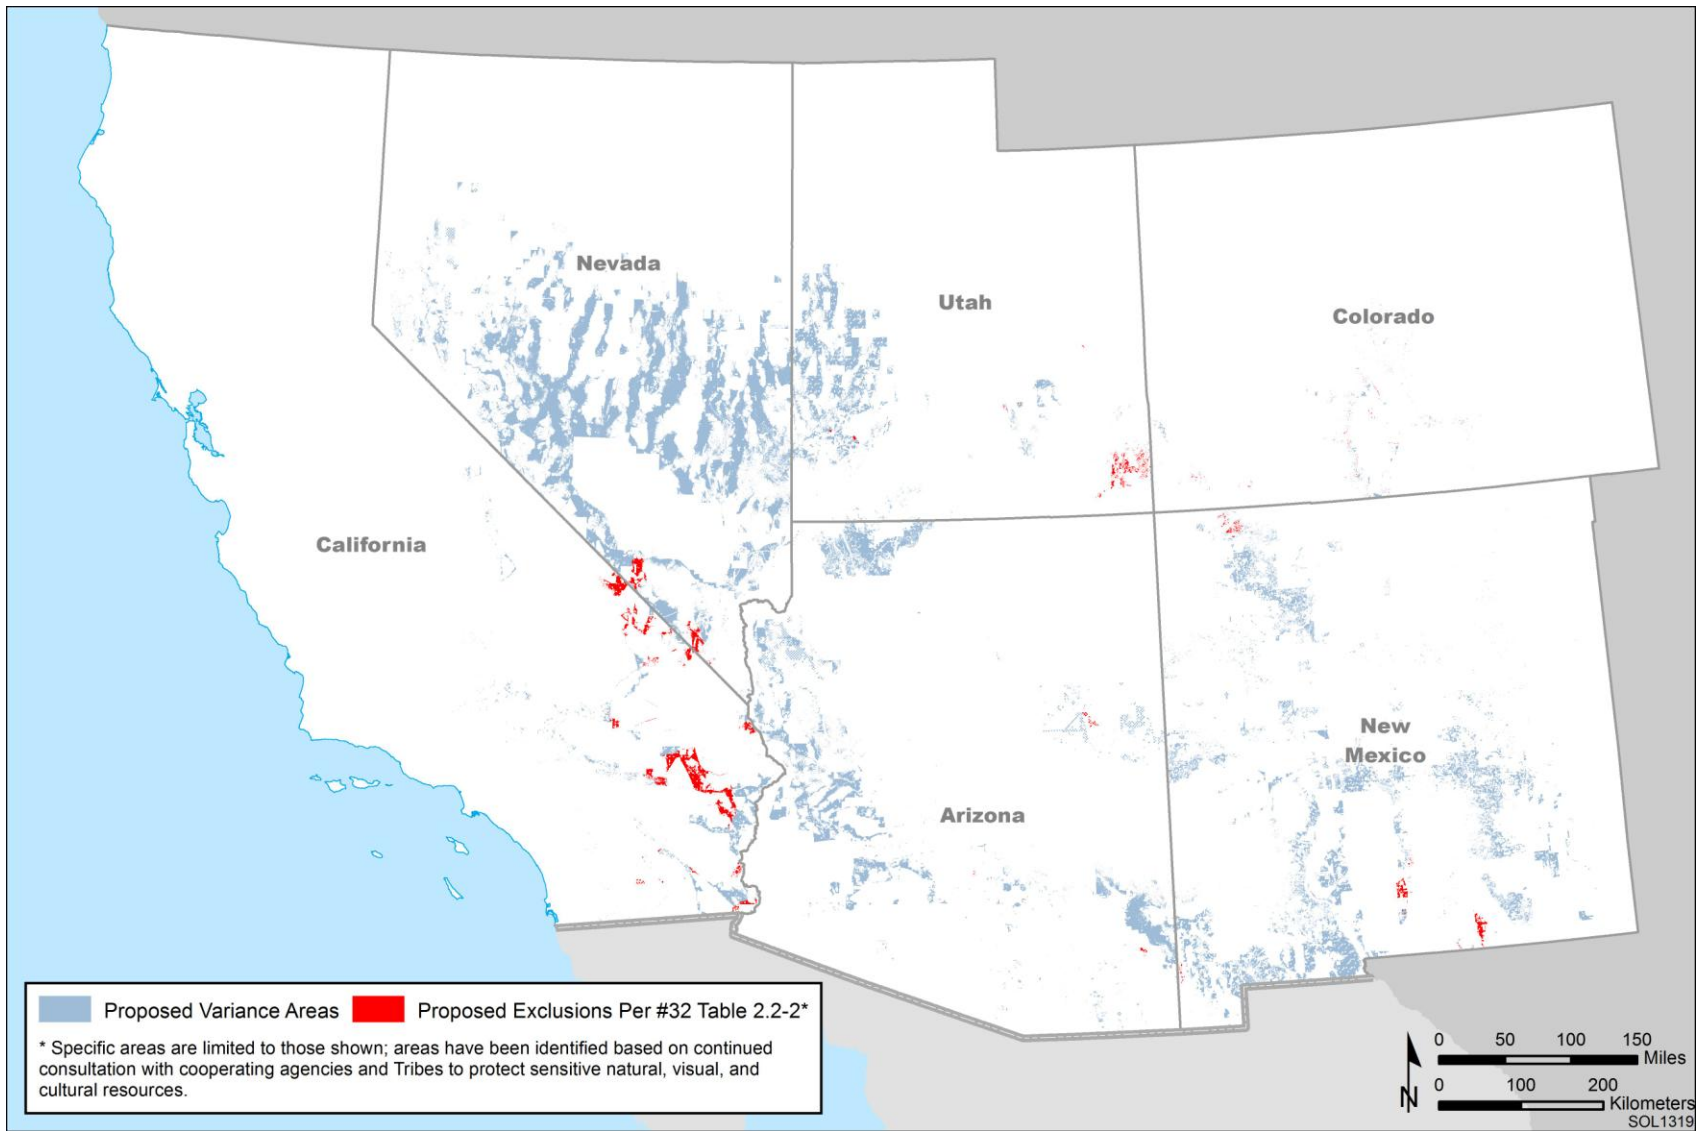 Nevada
Utah
Colorado
California
New
Mexico
Arizona
Proposed Variance Areas
Proposed Exclusions Per #32 Table 2.2-2*
* Specific areas are limited to those shown; areas have been identified based on continued
consultation with cooperating agencies and Tribes to protect sensitive natural, visual, and
cultural resources.
N
0 50 100 150
Miles
0 100 200
Kilometers
SOL1319